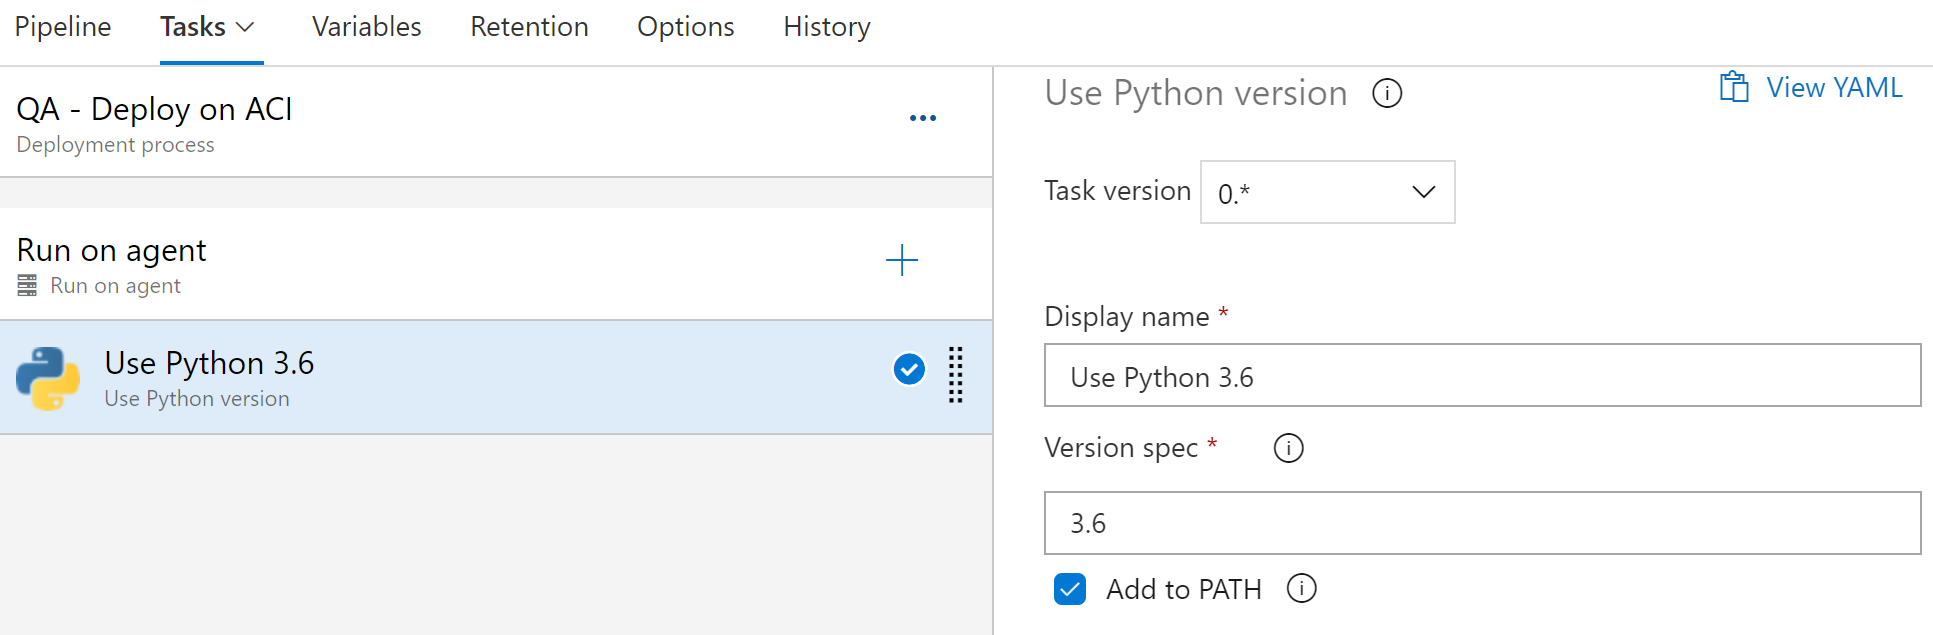 Pipeline Tasks Variables Retention Options History
QA - Deploy on ACI
Deployment process
Run on agent
Run on agent
Use Python 3.6
Use Python version
Use Python version
View YAML
Task version 0.*
Display name *
Use Python 3.6
Version spec *
3.6
Add to PATH